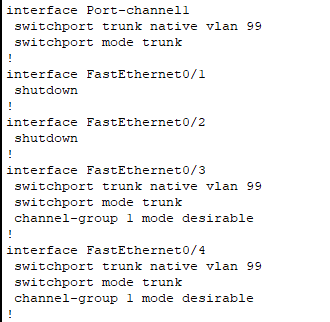 interface Port-channel1
 switchport trunk native vlan 99
 switchport mode trunk
!
interface FastEthernet0/1
 shutdown
!
interface FastEthernet0/2
 shutdown
!
interface FastEthernet0/3
 switchport trunk native vlan 99
 switchport mode trunk
 channel-group 1 mode desirable
!
interface FastEthernet0/4
 switchport trunk native vlan 99
 switchport mode trunk
 channel-group 1 mode desirable
!